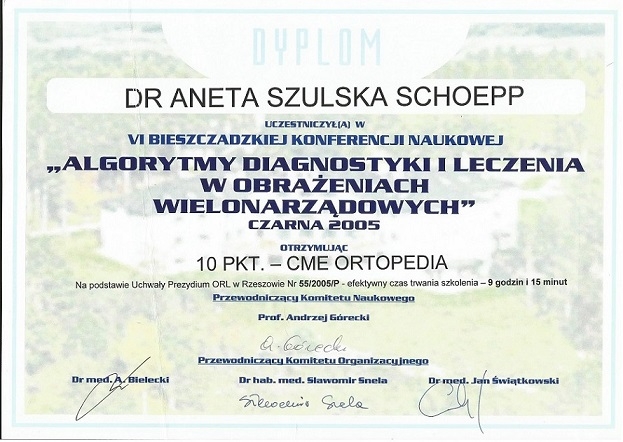 DYPLOM
DR ANETA SZULSKA SCHOEPP
UCZESTNICZYŁ(A) W
VI BIESZCZADZKIEJ KONFERENCJI NAUKOWEJ
„ALGORYTMY DIAGNOSTYKI I LECZENIA
W OBRAŻENIACH
WIELONARZĄDOWYCH”
CZARNA 2005
OTRZYMUJĄC
10 PKT. – CME ORTOPEDIA
Na podstawie Uchwały Prezydium ORL w Rzeszowie Nr 55/2005/P - efektywny czas trwania szkolenia – 9 godzin i 15 minut
Przewodniczący Komitetu Naukowego
Prof. Andrzej Górecki
A. Górecki
Przewodniczący Komitetu Organizacyjnego
Dr med. A. Bielecki Dr hab. med. Sławomir Snela Dr med. Jan Świątkowski
Sławomir Snela